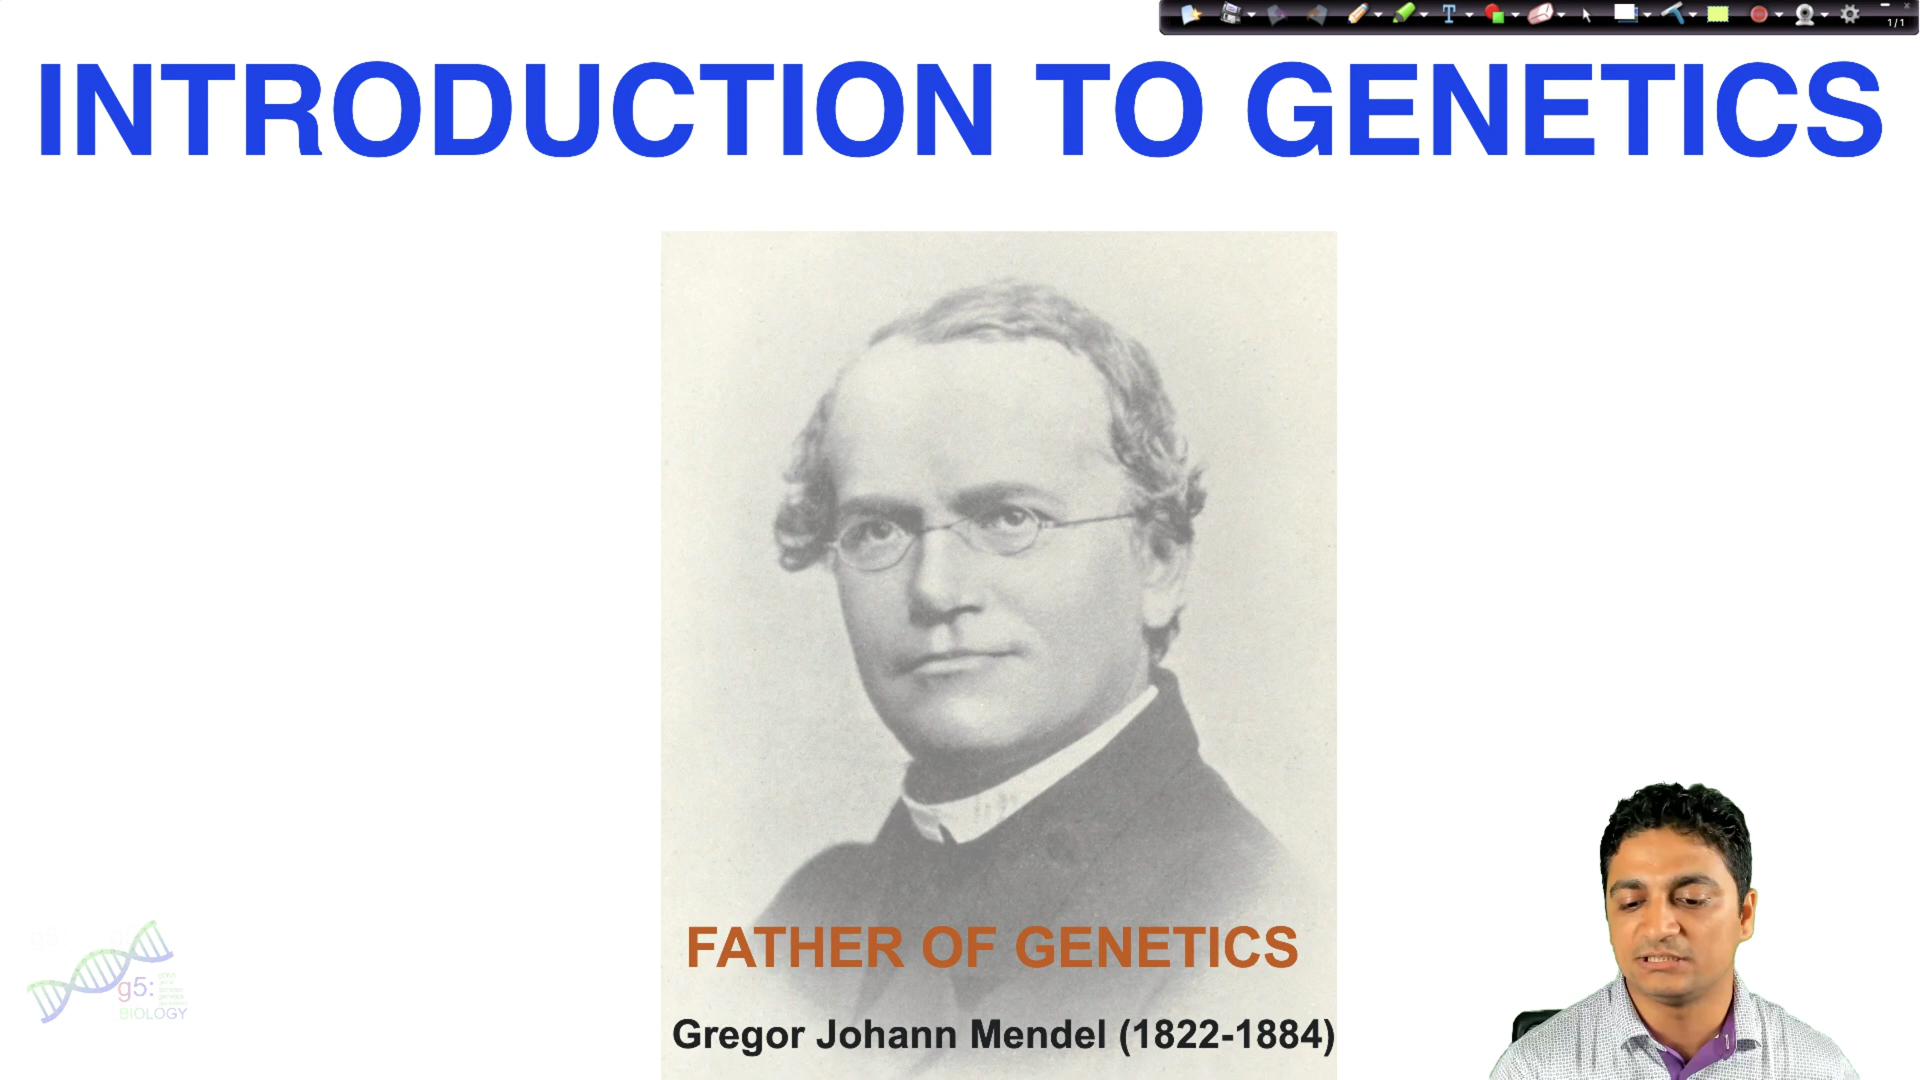 1/1
INTRODUCTION TO GENETICS
FATHER OF GENETICS
Gregor Johann Mendel (1822-1884)
g5:
BIOLOGY